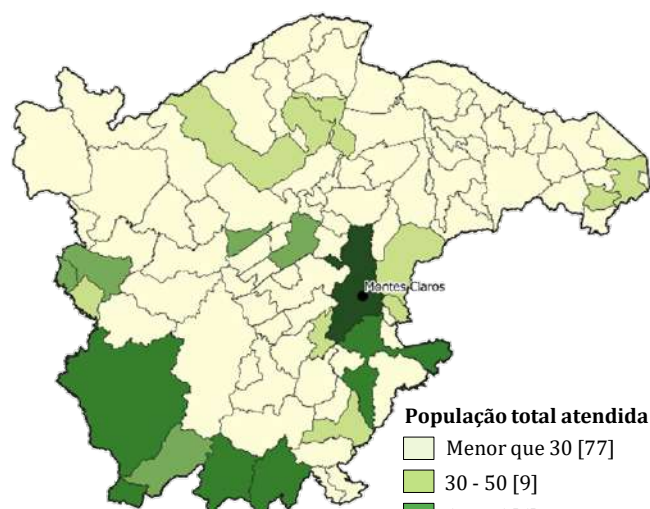 Montes Claros
População total atendida
Menor que 30 [77]
30 - 50 [9]